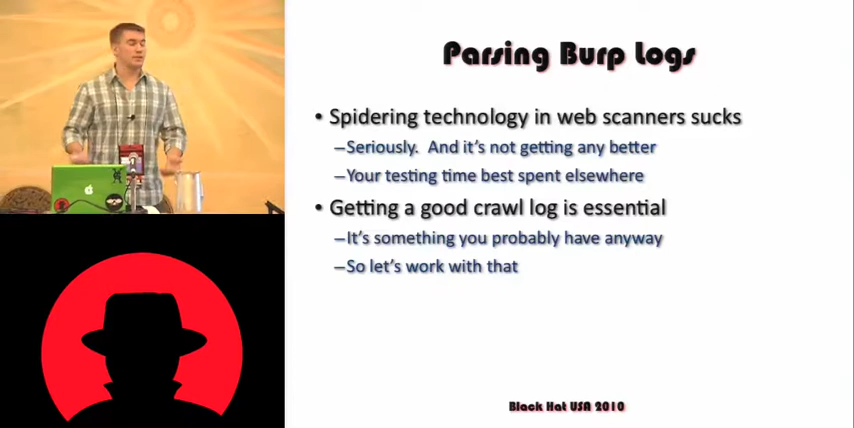 Parsing Burp Logs
• Spidering technology in web scanners sucks
–Seriously. And it's not getting any better
–Your testing time best spent elsewhere
• Getting a good crawl log is essential
–It's something you probably have anyway
–So let's work with that
Black Hat USA 2010